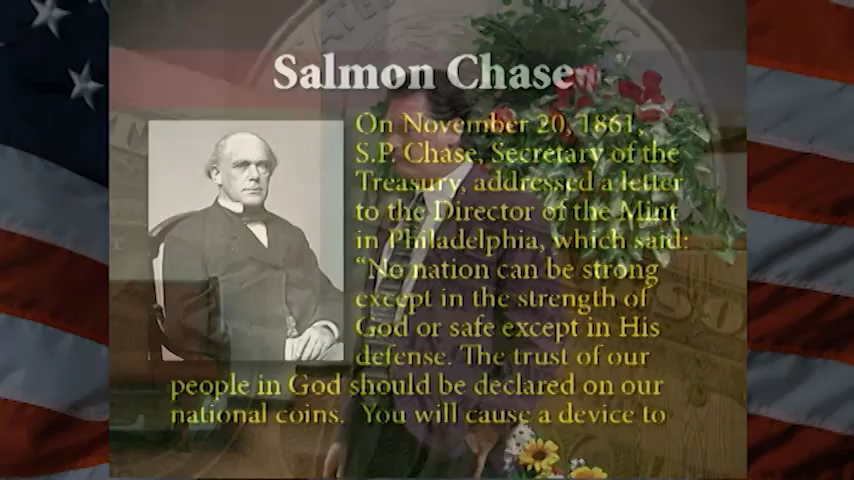 Salmon Chase
On November 20, 1861,
S.P. Chase, Secretary of the
Treasury, addressed a letter
to the Director of the Mint
in Philadelphia, which said:
“No nation can be strong
except in the strength of
God or safe except in His
defense. The trust of our
people in God should be declared on our
national coins. You will cause a device to